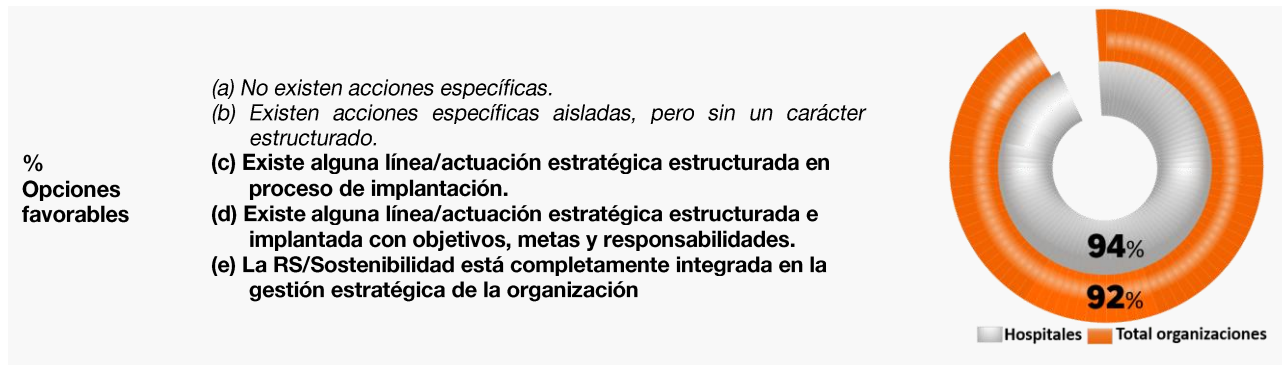 (a) No existen acciones específicas.
(b) Existen acciones específicas aisladas, pero sin un carácter
estructurado.
%
Opciones
favorables
(c) Existe alguna línea/actuación estratégica estructurada en
proceso de implantación.
(d) Existe alguna línea/actuación estratégica estructurada e
implantada con objetivos, metas y responsabilidades.
(e) La RS/Sostenibilidad está completamente integrada en la
gestión estratégica de la organización
94%
92%
Hospitales
Total organizaciones